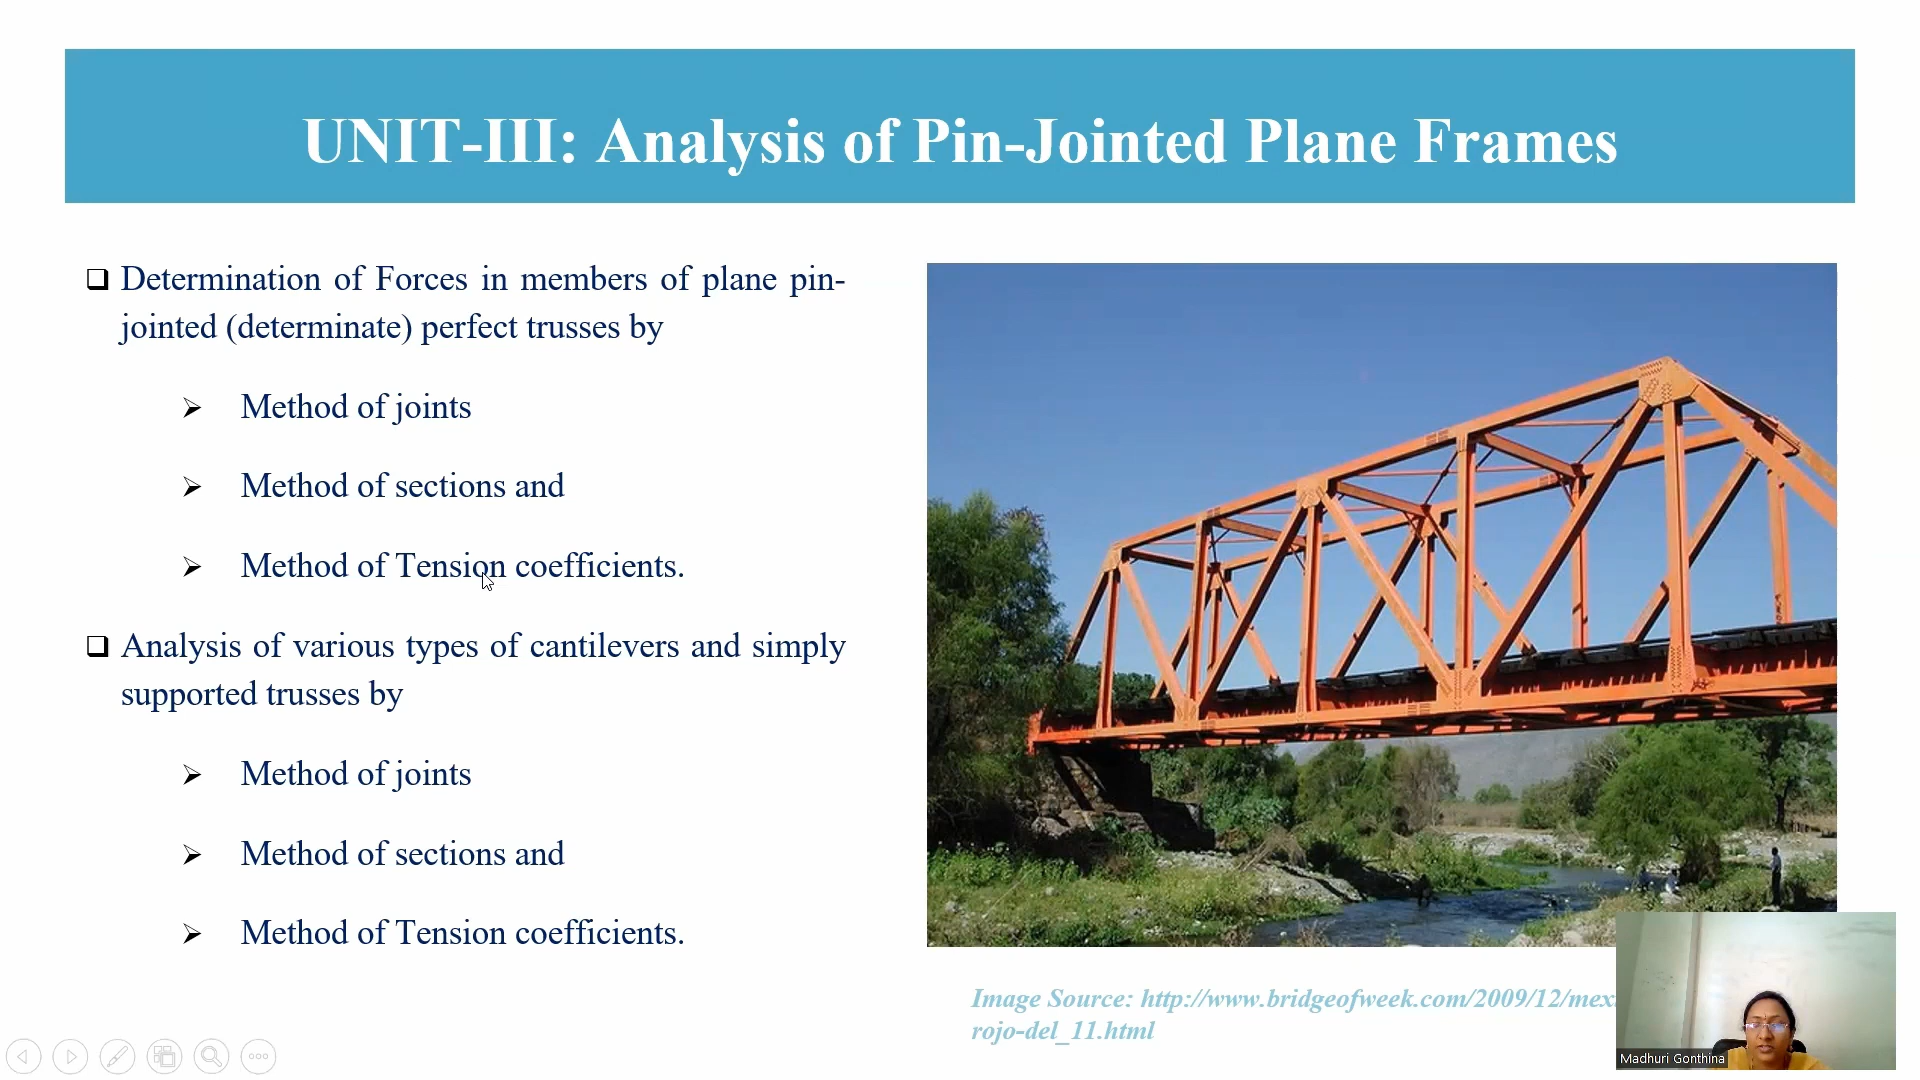 UNIT-III: Analysis of Pin-Jointed Plane Frames
Determination of Forces in members of plane pin-
jointed (determinate) perfect trusses by
Method of joints
Method of sections and
Method of Tension coefficients.
Analysis of various types of cantilevers and simply
supported trusses by
Method of joints
Method of sections and
Method of Tension coefficients.
Image Source: http://www.bridgeofweek.com/2009/12/mex
rojo-del_11.html
Madhuri Gonthina